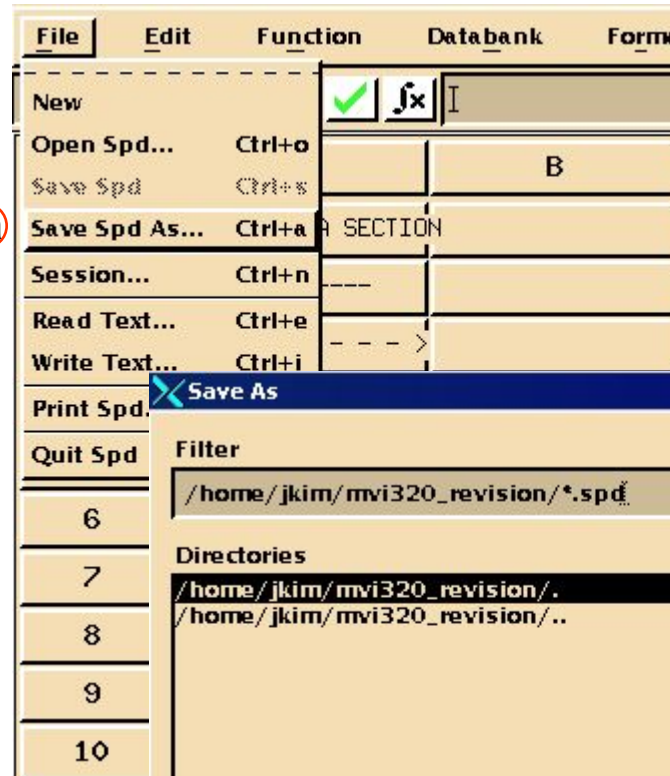 File Edit Function Databank
New
Open Spd... Ctrl+o
Save Spd Ctrl+s
Save Spd As... Ctrl+a
Session... Ctrl+n
Read Text... Ctrl+e
Write Text... Ctrl+i
Print Spd.
Quit Spd
fx
B
A SECTION
----
- - - >
6
7
8
9
10
Save As
Filter
/home/jkim/mvi320_revision/*.spd
Directories
/home/jkim/mvi320_revision/.
/home/jkim/mvi320_revision/..